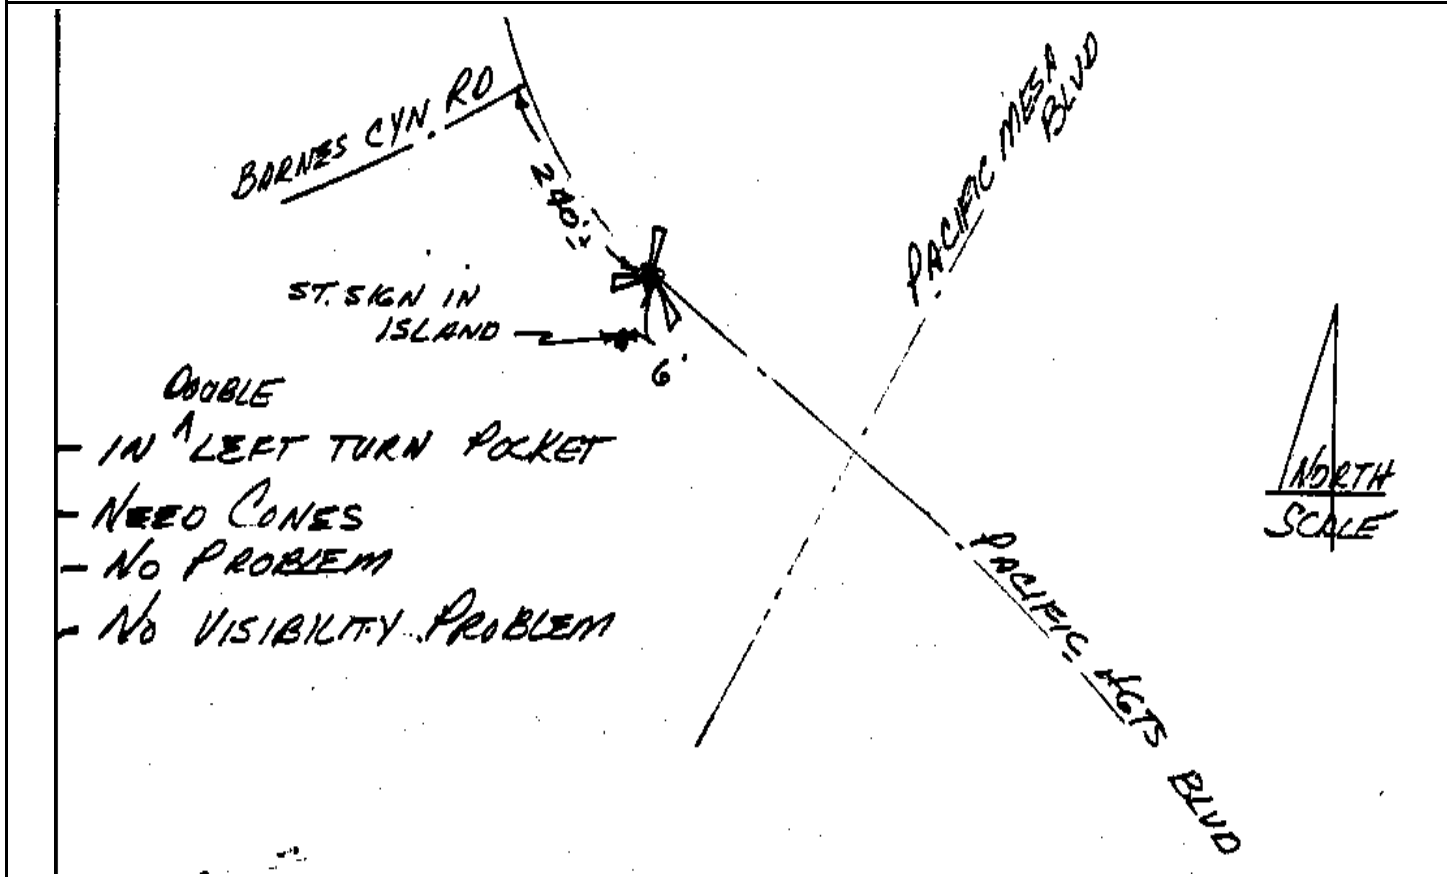 BARNES CYN. RD
PACIFIC MESA
BLVD
240'
ST. SIGN IN
ISLAND
6'
DOUBLE
- IN ^ LEFT TURN POCKET
- NEED CONES
- NO PROBLEM
- NO VISIBILITY PROBLEM
NORTH
SCALE
PACIFIC HGTS BLVD